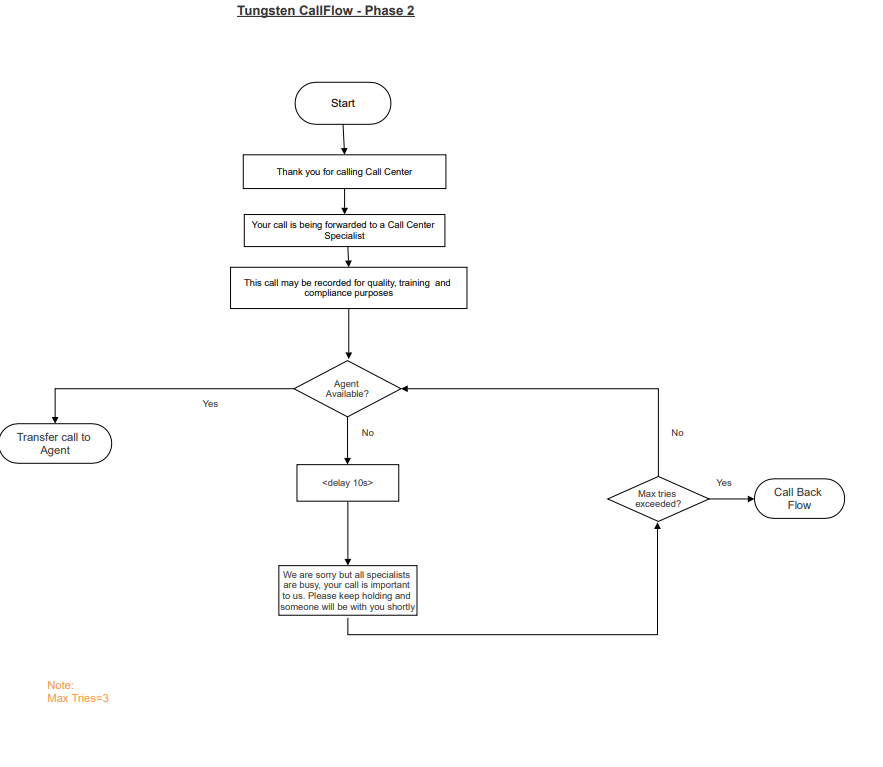 Tungsten CallFlow - Phase 2
Start
Thank you for calling Call Center
Your call is being forwarded to a Call Center
Specialist
This call may be recorded for quality, training and
compliance purposes
Agent
Available?
Yes
No
Transfer call to
Agent
<delay 10s>
No
Max tries
exceeded?
Yes
Call Back
Flow
We are sorry but all specialists
are busy, your call is important
to us. Please keep holding and
someone will be with you shortly
Note;
Max Tries=3